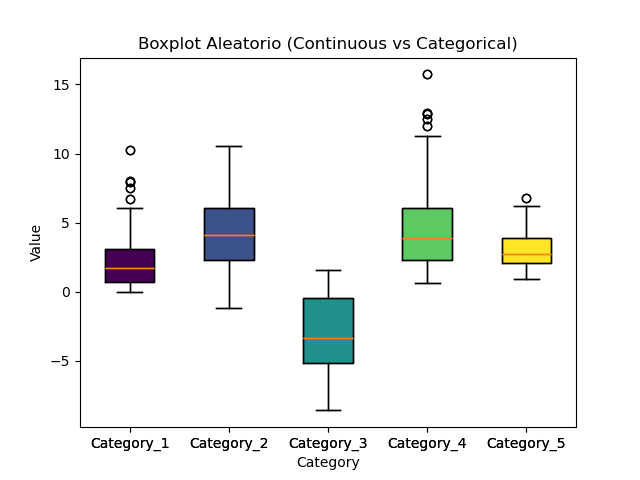 Boxplot Aleatorio (Continuous vs Categorical)
15
10
5
0
−5
Value
Category_1 Category_2 Category_3 Category_4 Category_5
Category